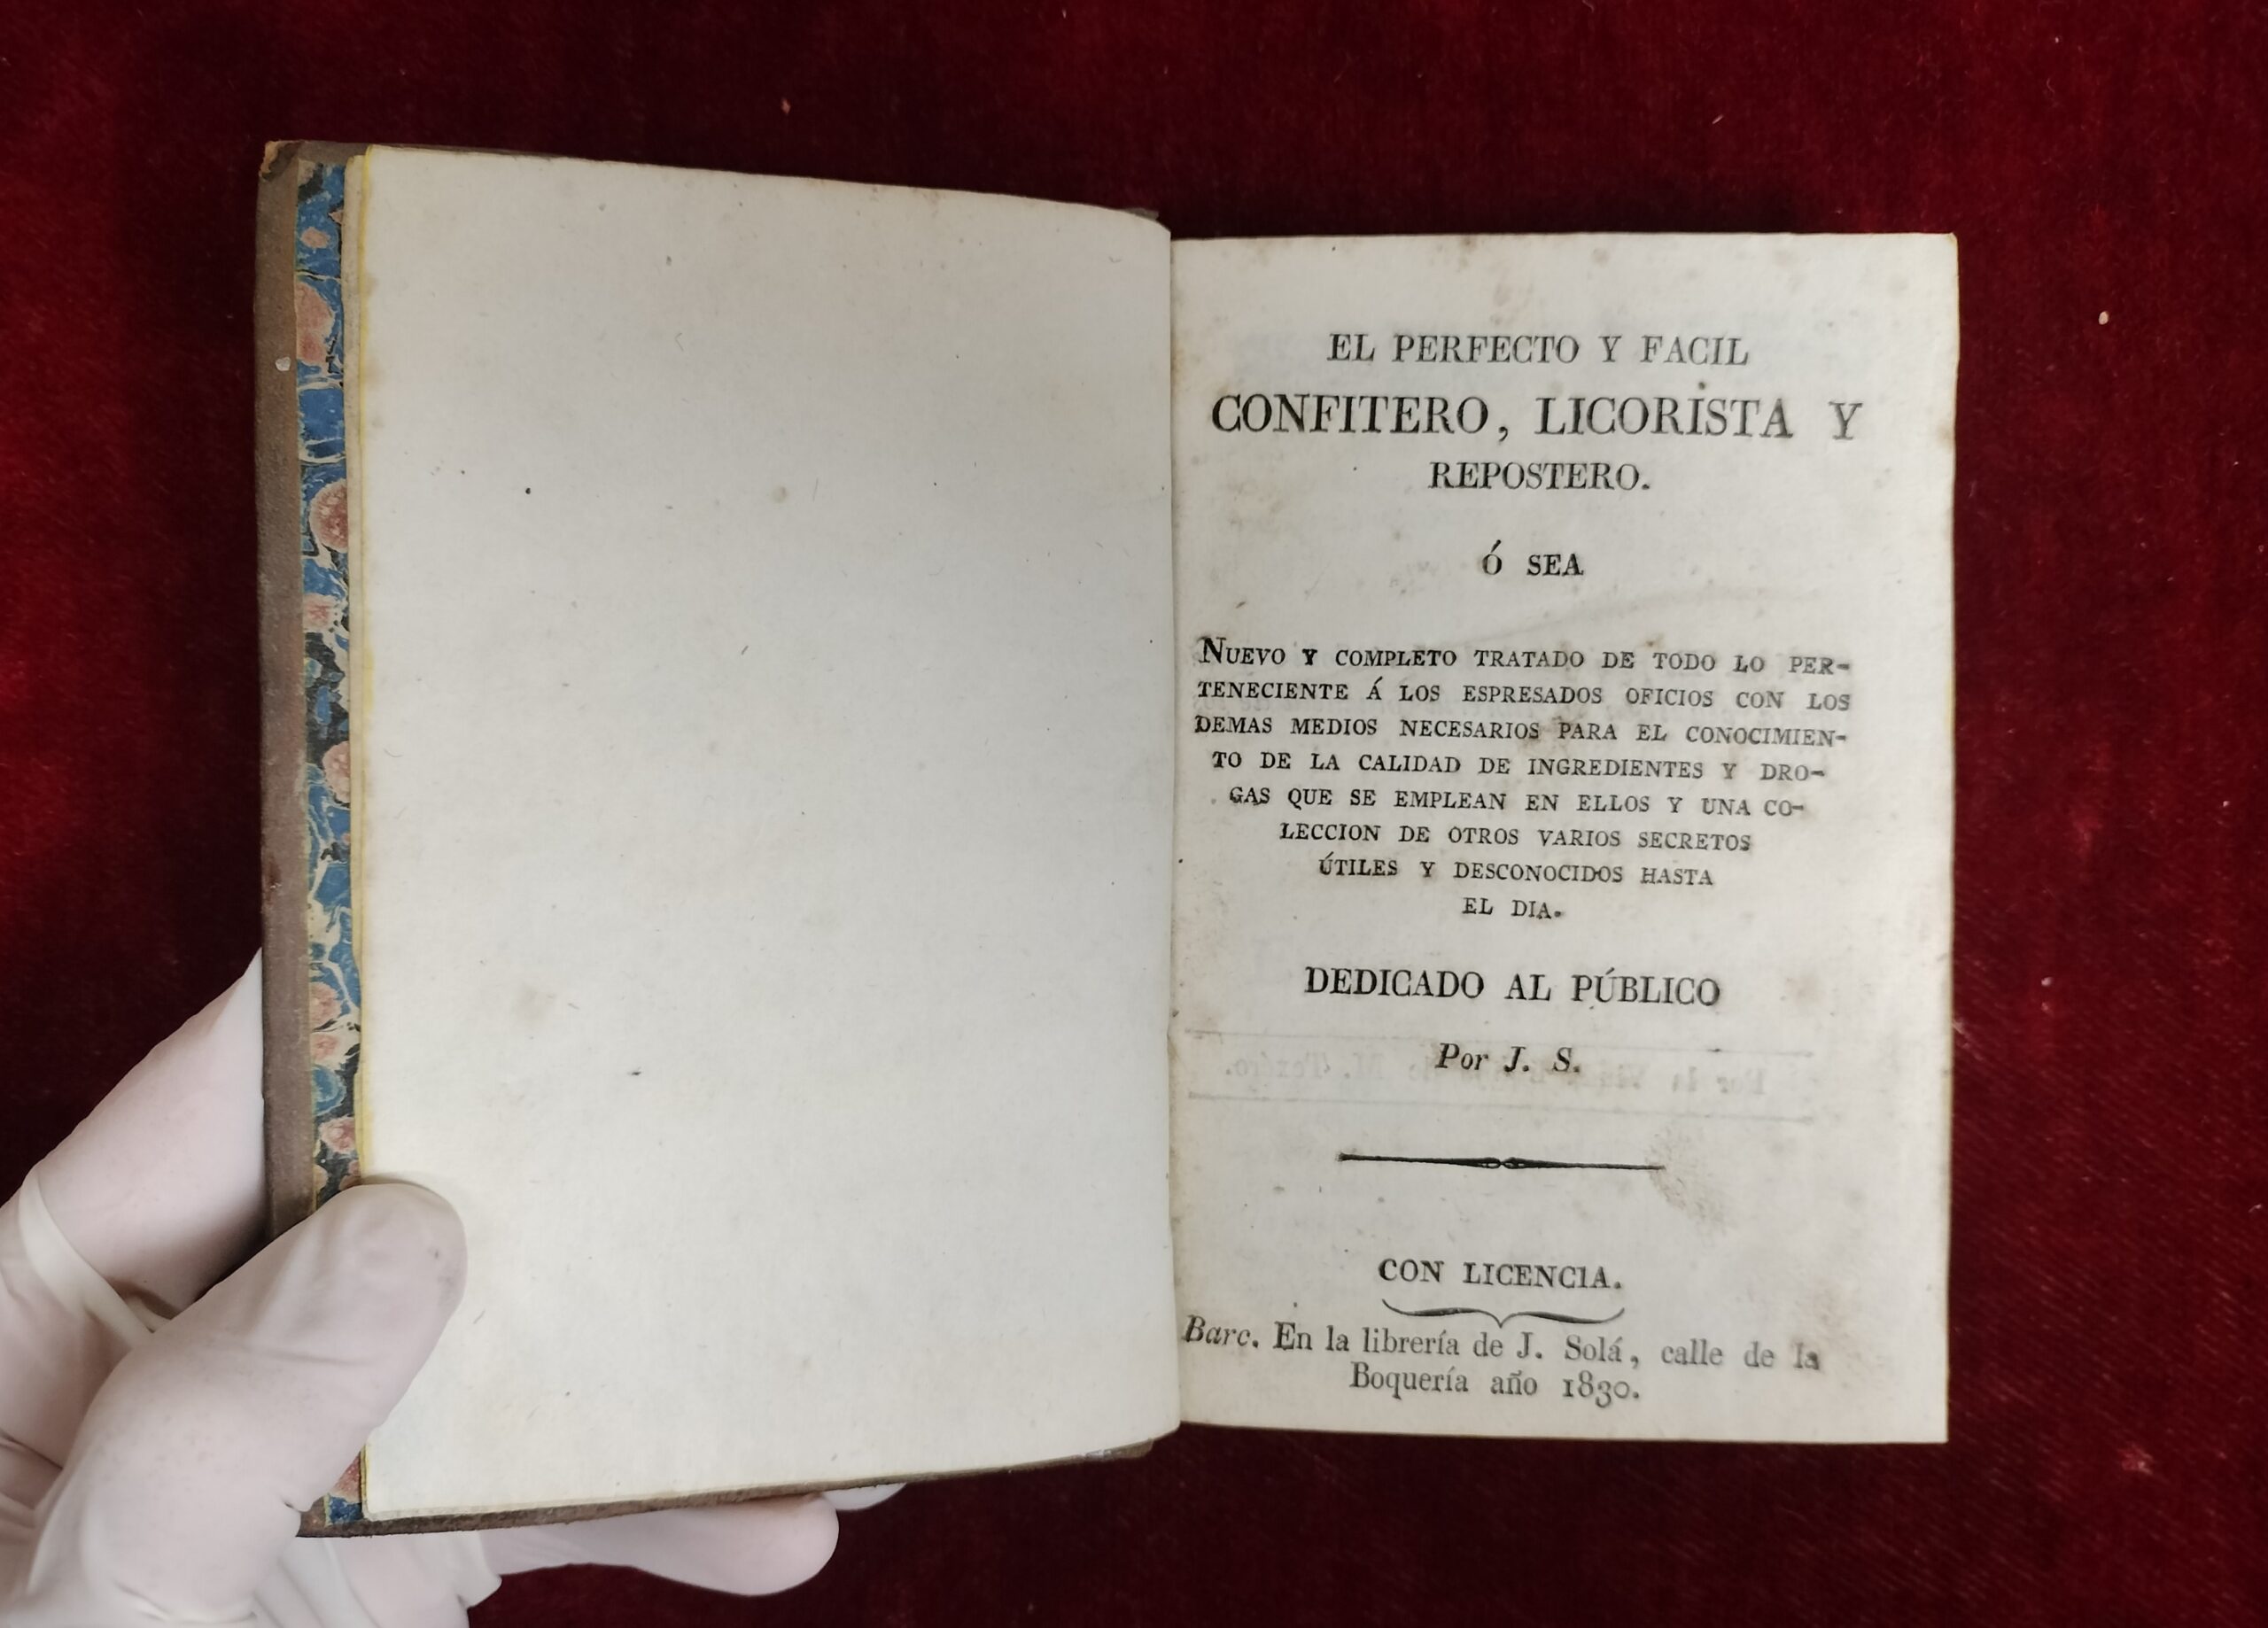 EL PERFECTO Y FACIL
CONFITERO, LICORISTA Y
REPOSTERO.
Ó SEA
NUEVO Y COMPLETO TRATADO DE TODO LO PER-
TENECIENTE Á LOS ESPRESADOS OFICIOS CON LOS
DEMAS MEDIOS NECESARIOS PARA EL CONOCIMIEN-
TO DE LA CALIDAD DE INGREDIENTES Y DRO-
GAS QUE SE EMPLEAN EN ELLOS Y UNA CO-
LECCION DE OTROS VARIOS SECRETOS
ÚTILES Y DESCONOCIDOS HASTA
EL DIA.
DEDICADO AL PÚBLICO
Por J. S.
CON LICENCIA.
Barc. En la librería de J. Solá, calle de la
Boquería año 1830.